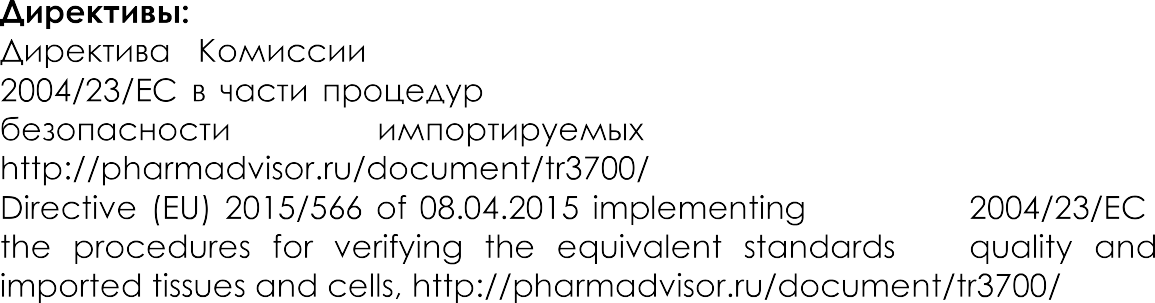 Директивы:
Директива Комиссии
2004/23/ЕС в части процедур
безопасности импортируемых
http://pharmadvisor.ru/document/tr3700/
Directive (EU) 2015/566 of 08.04.2015 implementing 2004/23/EC
the procedures for verifying the equivalent standards quality and
imported tissues and cells, http://pharmadvisor.ru/document/tr3700/